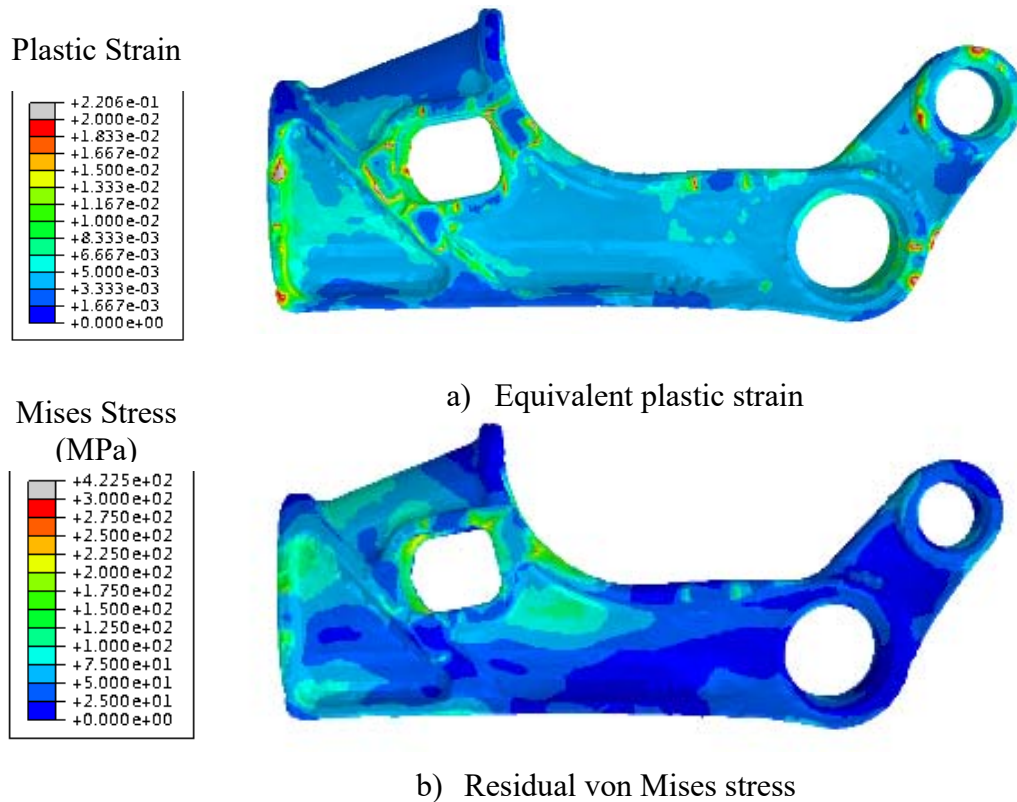 Plastic Strain
+2.206e-01
+2.000e-02
+1.833e-02
+1.667e-02
+1.500e-02
+1.333e-02
+1.167e-02
+1.000e-02
+8.333e-03
+6.667e-03
+5.000e-03
+3.333e-03
+1.667e-03
+0.000e+00
a) Equivalent plastic strain
Mises Stress
(MPa)
+4.225e+02
+3.000e+02
+2.750e+02
+2.500e+02
+2.250e+02
+2.000e+02
+1.750e+02
+1.500e+02
+1.250e+02
+1.000e+02
+7.500e+01
+5.000e+01
+2.500e+01
+0.000e+00
b) Residual von Mises stress